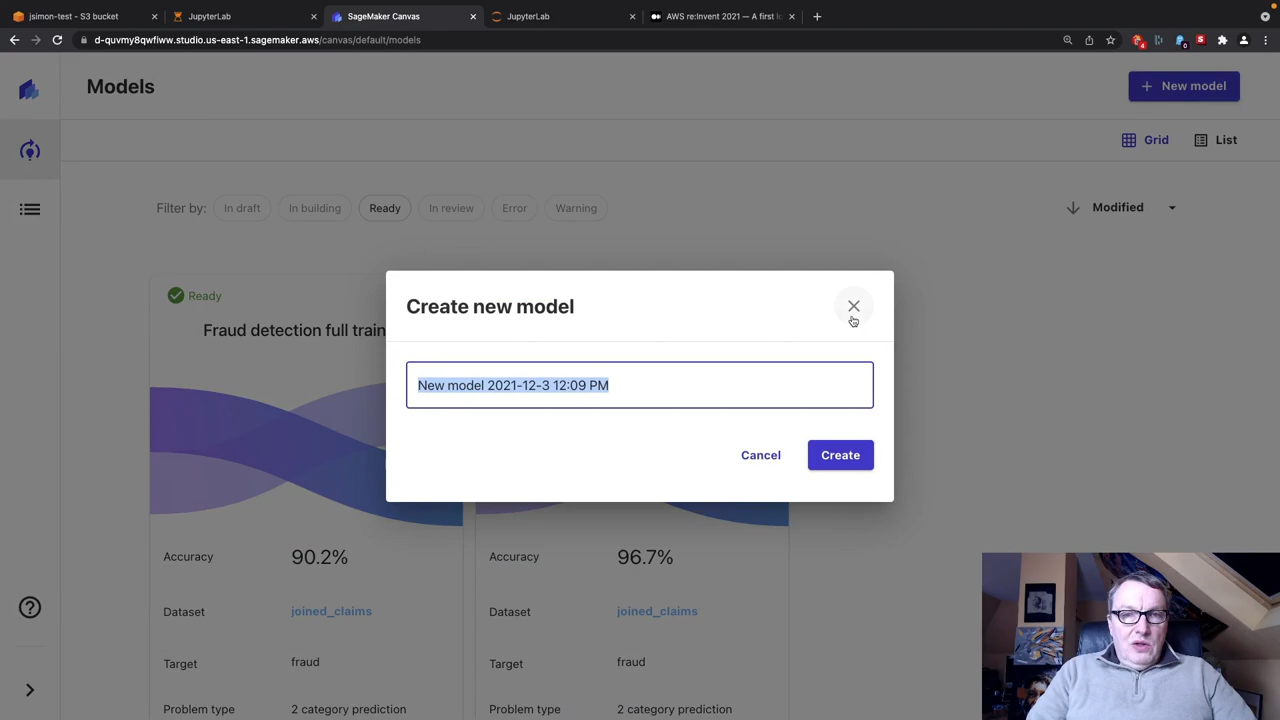 jsimon-test - S3 bucket
JupyterLab
SageMaker Canvas
JupyterLab
AWS re:Invent 2021 — A first l
d-quvmy8qwfiww.studio.us-east-1.sagemaker.aws/canvas/default/models
4
0
S
Models
New model
Grid
List
Filter by:
In draft
In building
Ready
In review
Error
Warning
Modified
Create new model
Ready
Fraud detection full train
New model 2021-12-3 12:09 PM
Cancel
Create
Accuracy
90.2%
Accuracy
96.7%
Dataset
joined_claims
Dataset
joined_claims
Target
fraud
Target
fraud
Problem type
2 category prediction
Problem type
2 category prediction